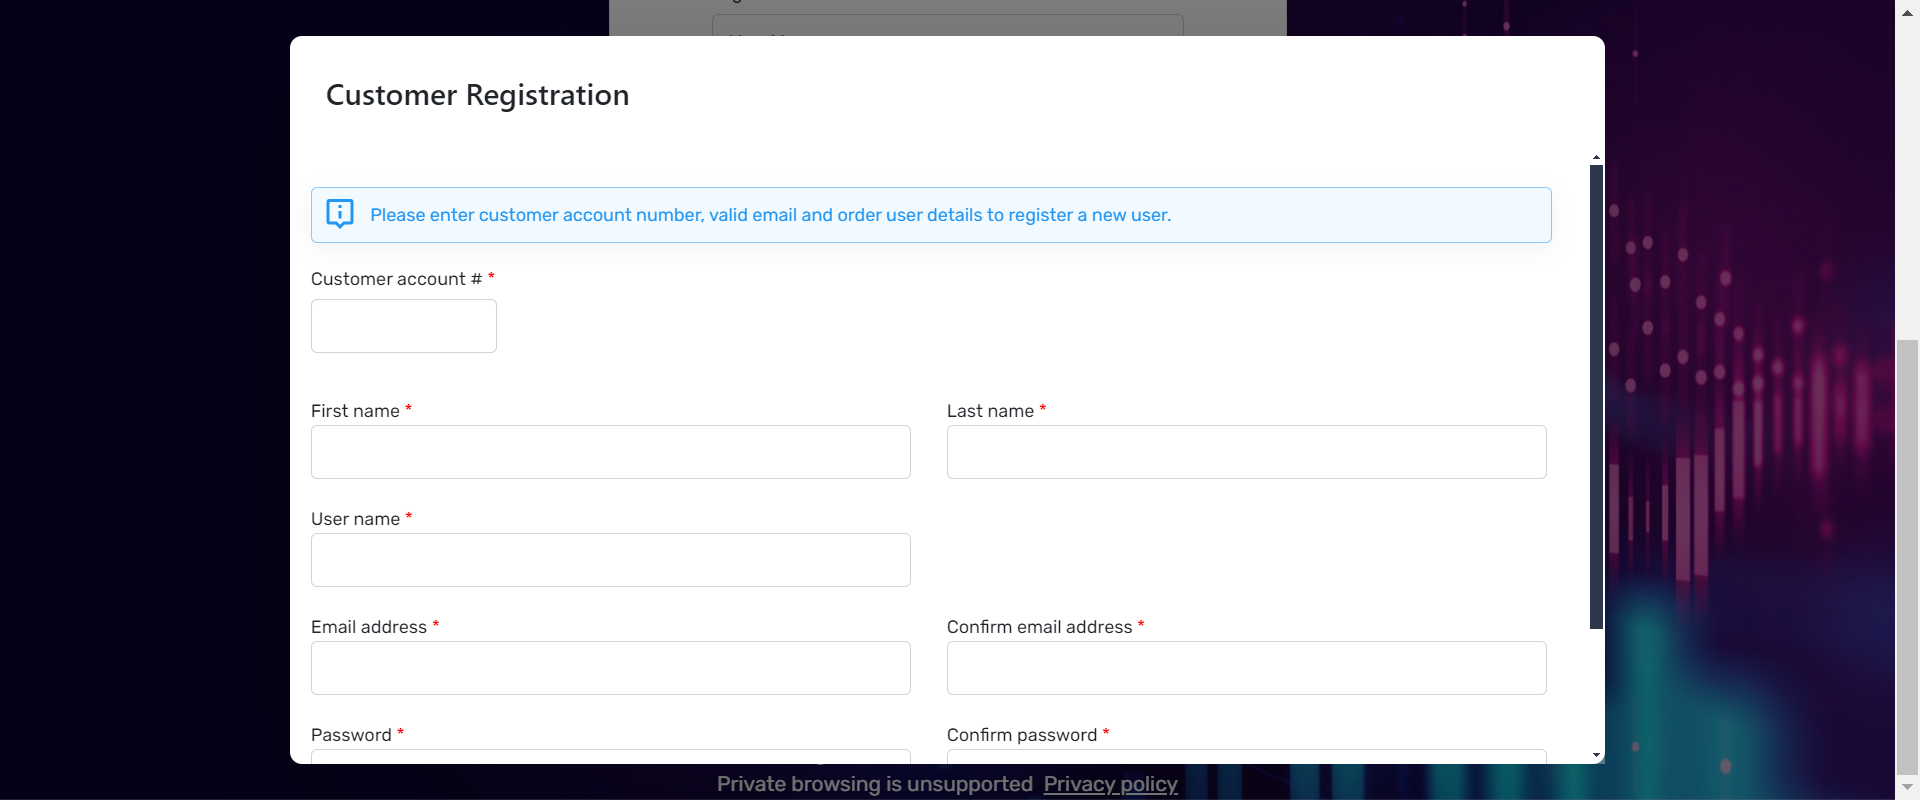 Customer Registration
Please enter customer account number, valid email and order user details to register a new user.
Customer account # *
First name *
Last name *
User name *
Email address *
Confirm email address *
Password *
Confirm password *
Private browsing is unsupported Privacy policy